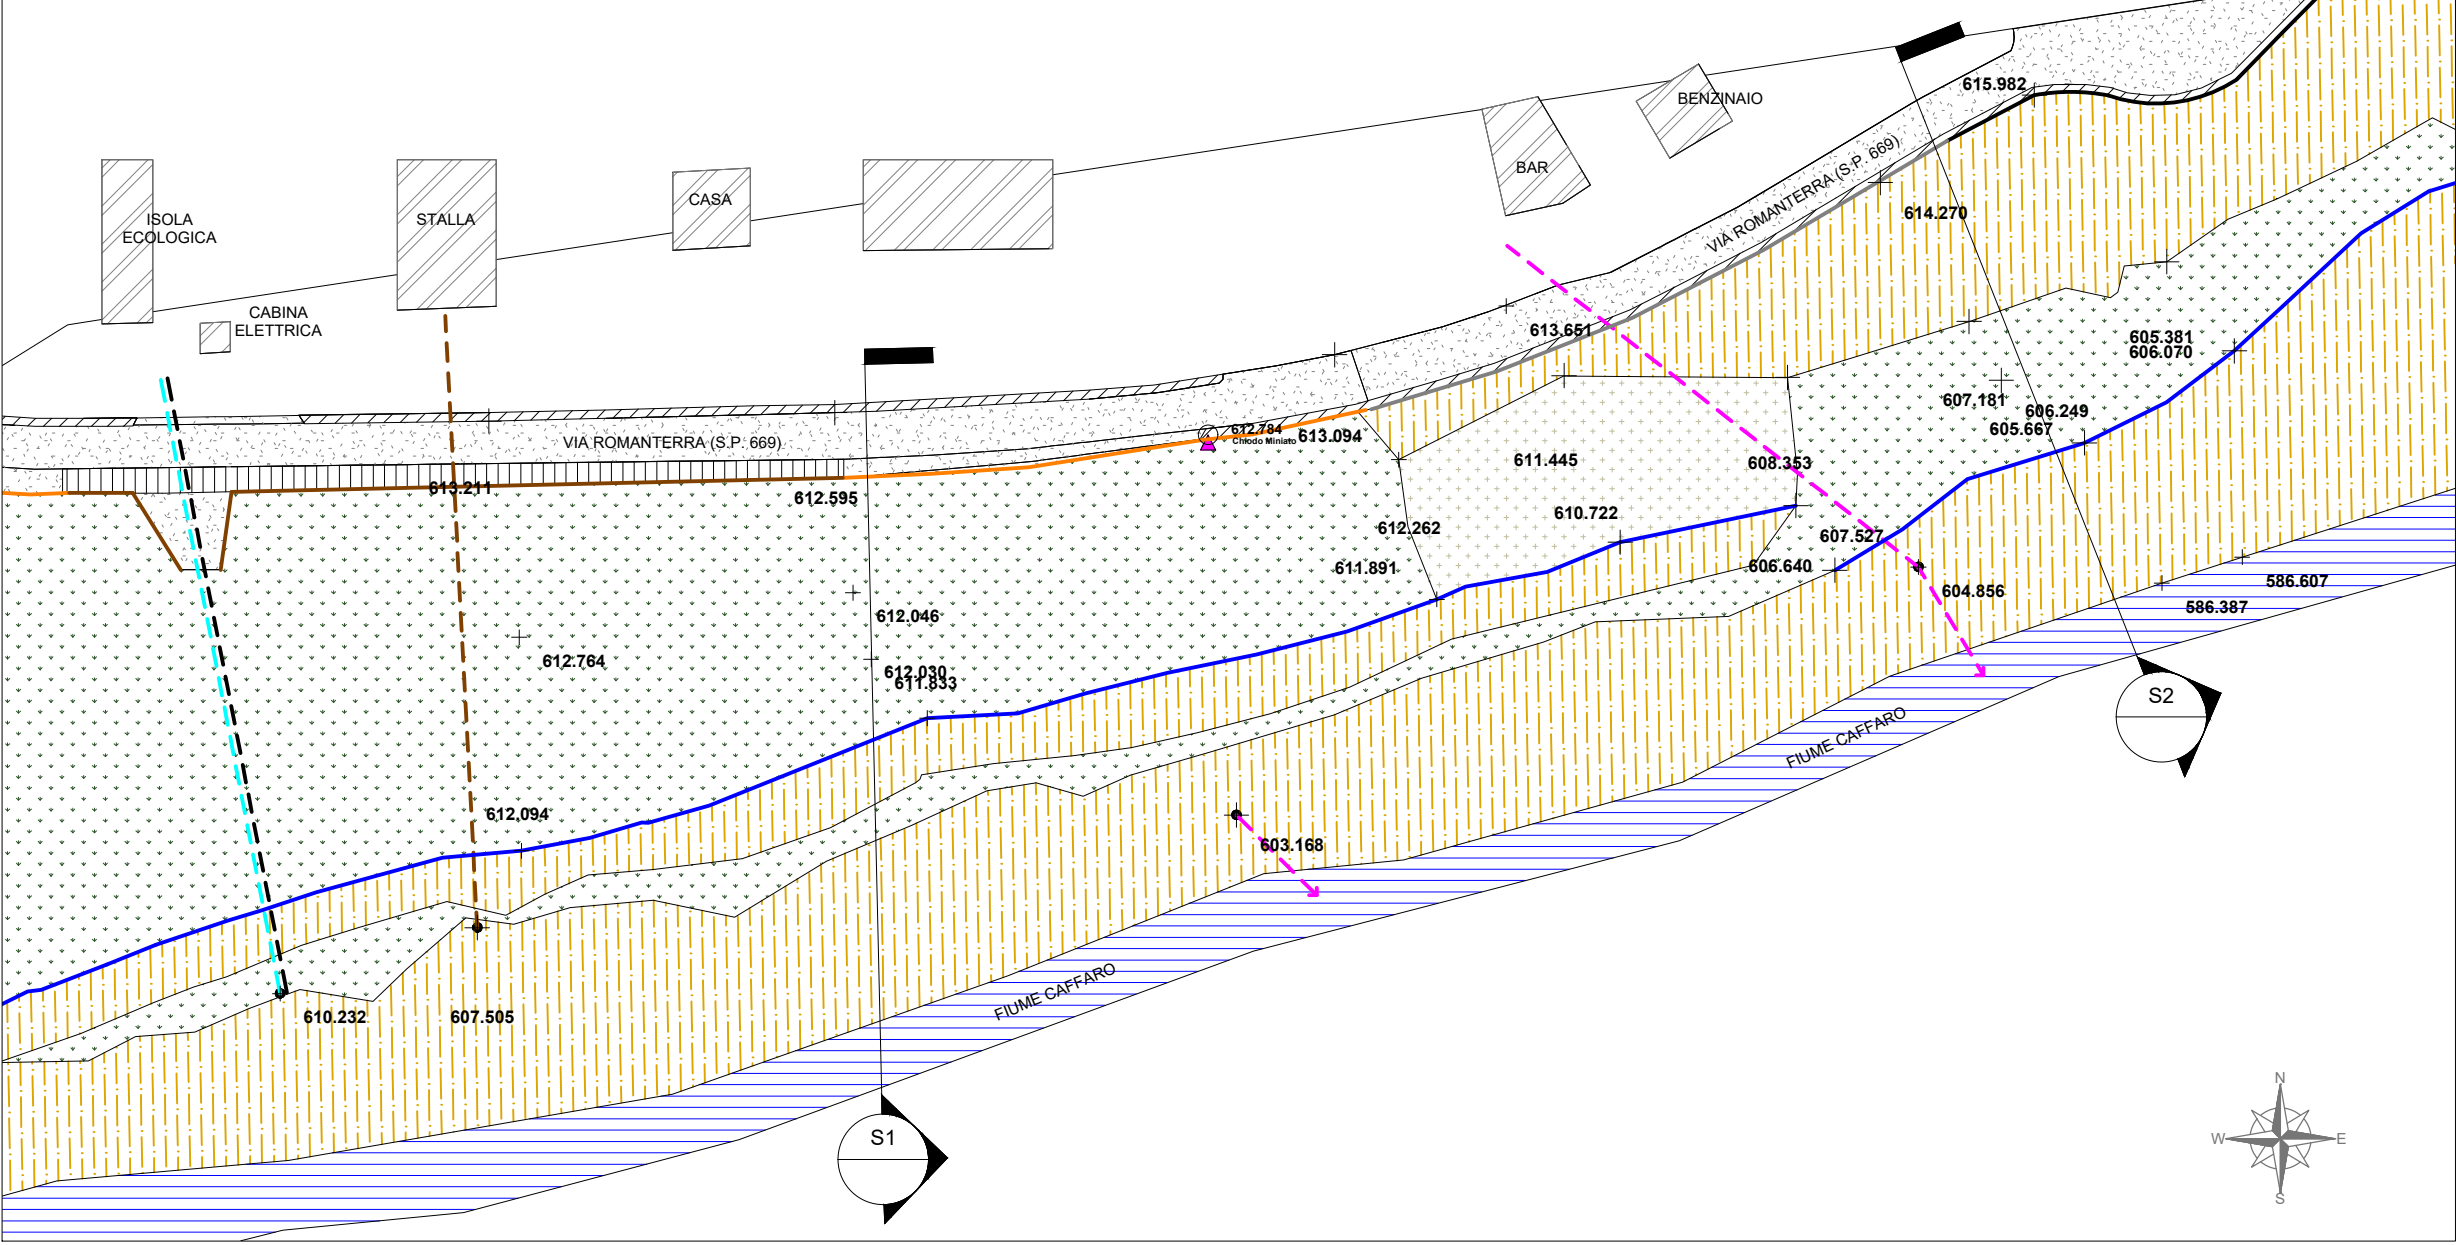 615.982
BENZINAIO
BAR
VIA ROMANTERRA (S.P. 669)
CASA
614.270
ISOLA
ECOLOGICA
STALLA
CABINA
ELETTRICA
613.651
605.381
606.070
607.181
606.249
605.667
612.784
Chiodo Miniato
613.094
VIA ROMANTERRA (S.P. 669)
611.445
608.353
613.211
612.595
610.722
612.262
607.527
611.891
606.640
604.856
586.607
586.387
612.046
612.764
612.030
611.833
S2
FIUME CAFFARO
612.094
603.168
FIUME CAFFARO
610.232
607.505
S1
N
W
E
S